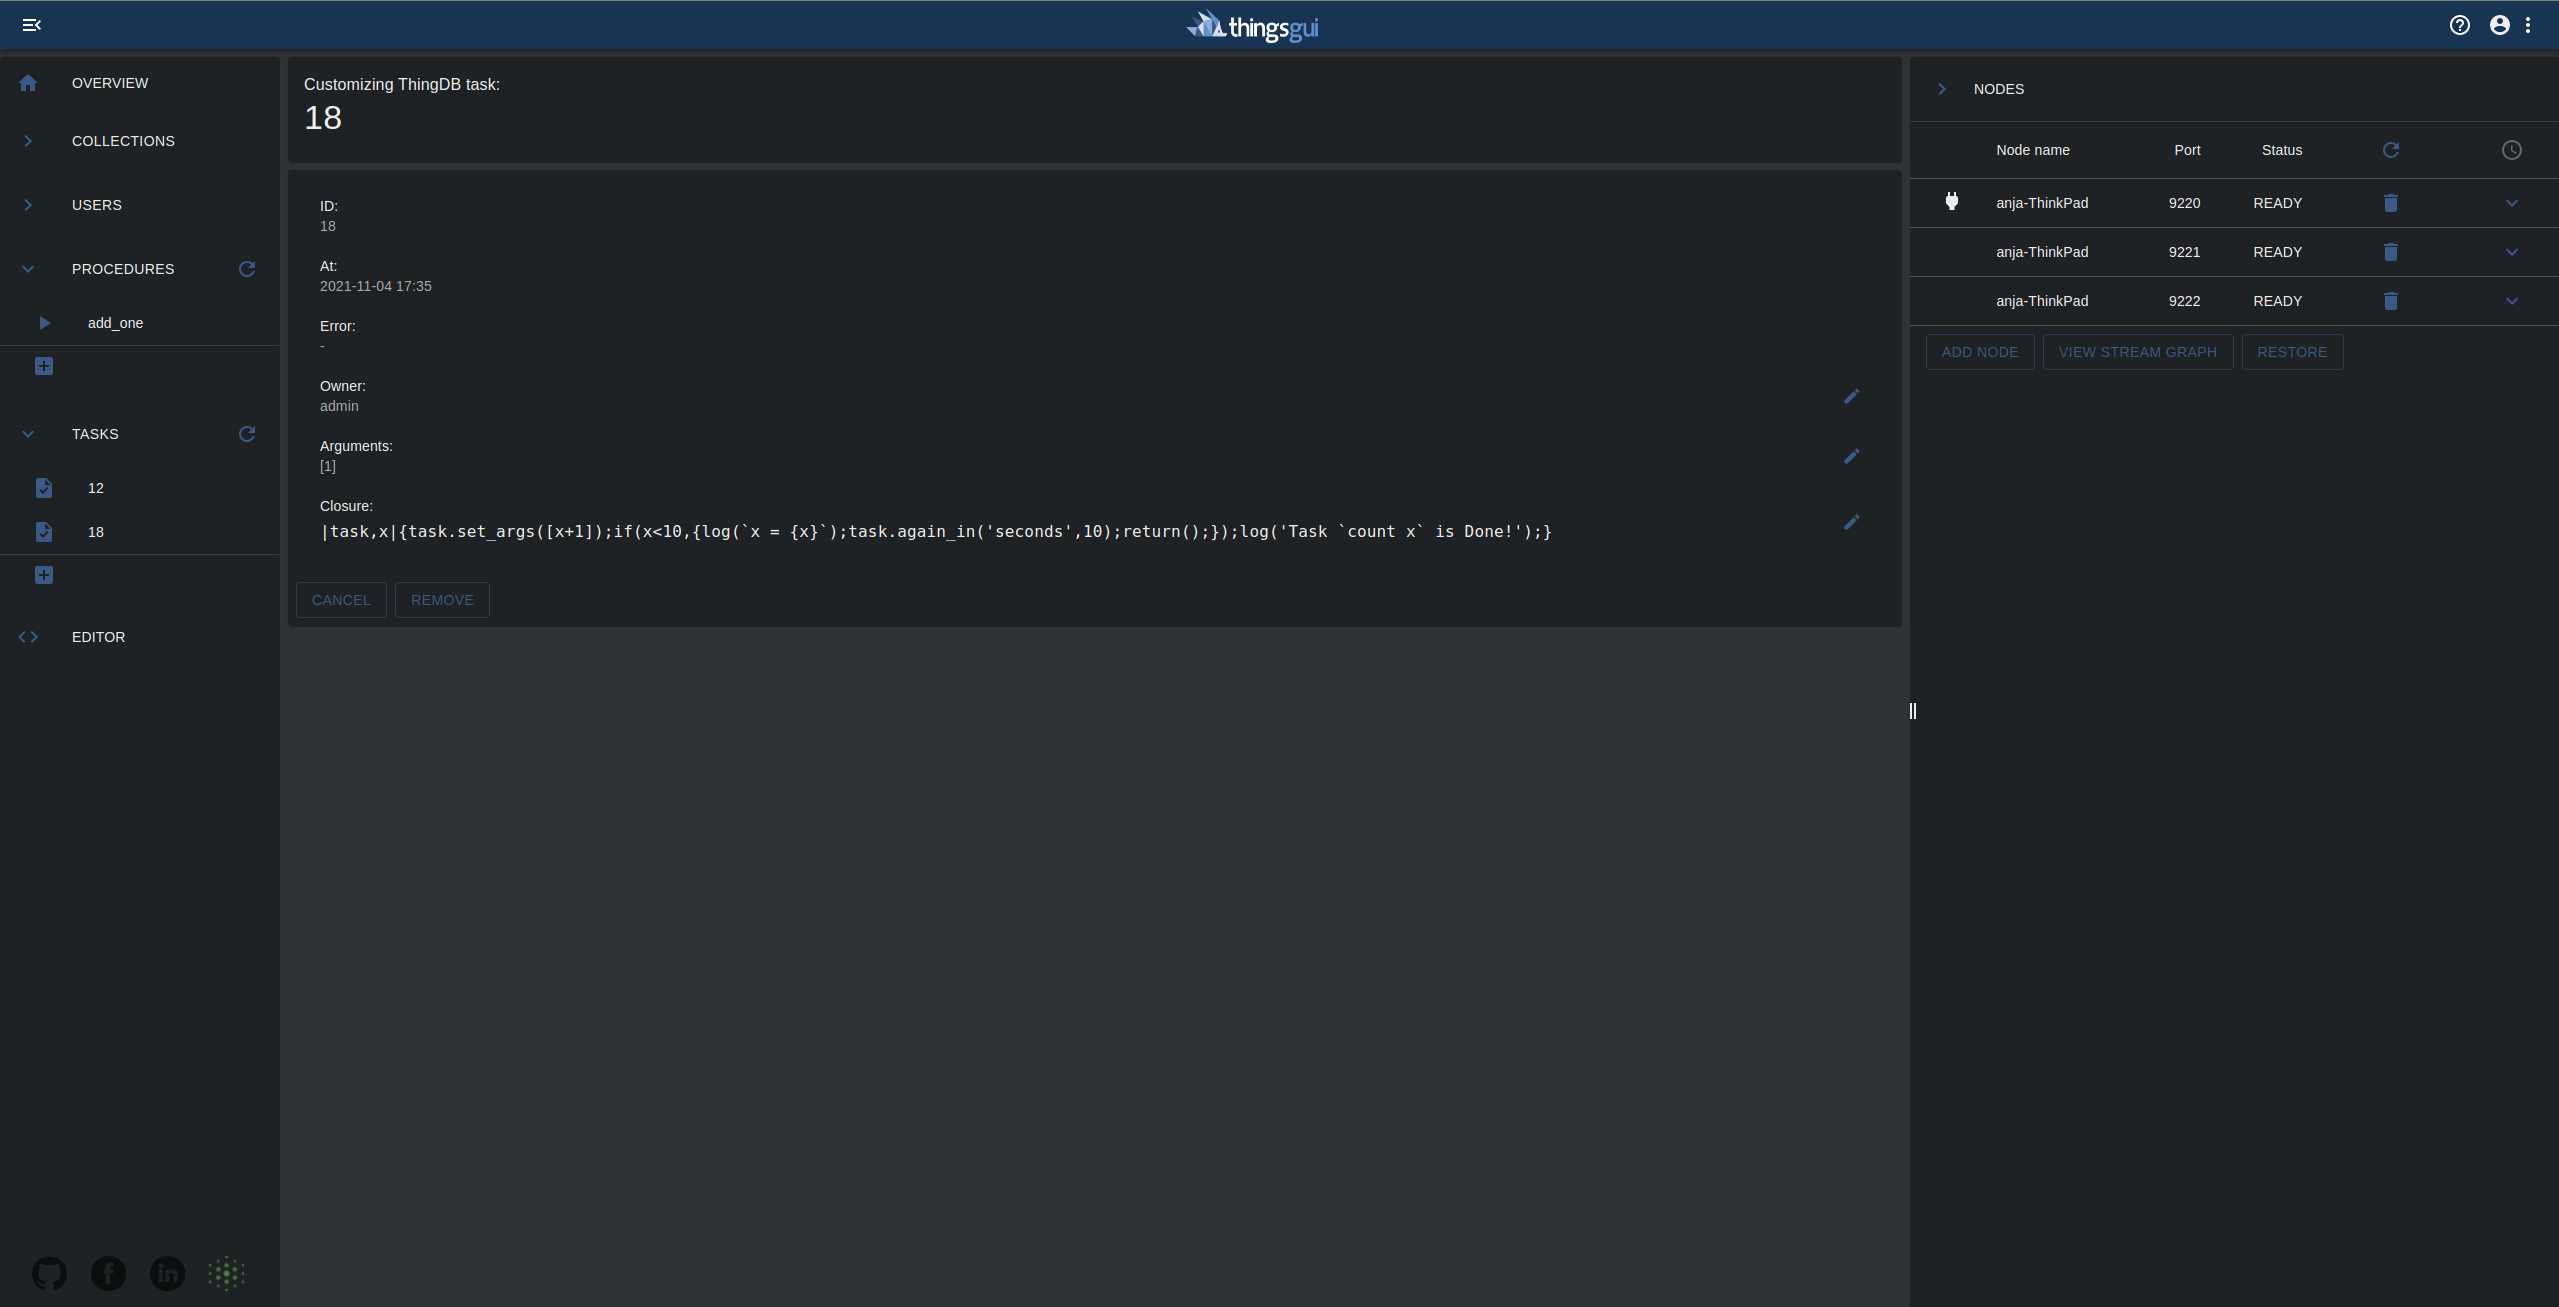 thingsgui
OVERVIEW
COLLECTIONS
USERS
PROCEDURES
add_one
TASKS
12
18
EDITOR
Customizing ThingDB task:
18
ID:
18
At:
2021-11-04 17:35
Error:
-
Owner:
admin
Arguments:
[1]
Closure:
|task,x|{task.set_args([x+1]);if(x<10,{log(`x = {x}`);task.again_in('seconds',10);return();});log('Task `count x` is Done!');}
CANCEL REMOVE
NODES
Node name Port Status
anja-ThinkPad 9220 READY
anja-ThinkPad 9221 READY
anja-ThinkPad 9222 READY
ADD NODE VIEW STREAM GRAPH RESTORE